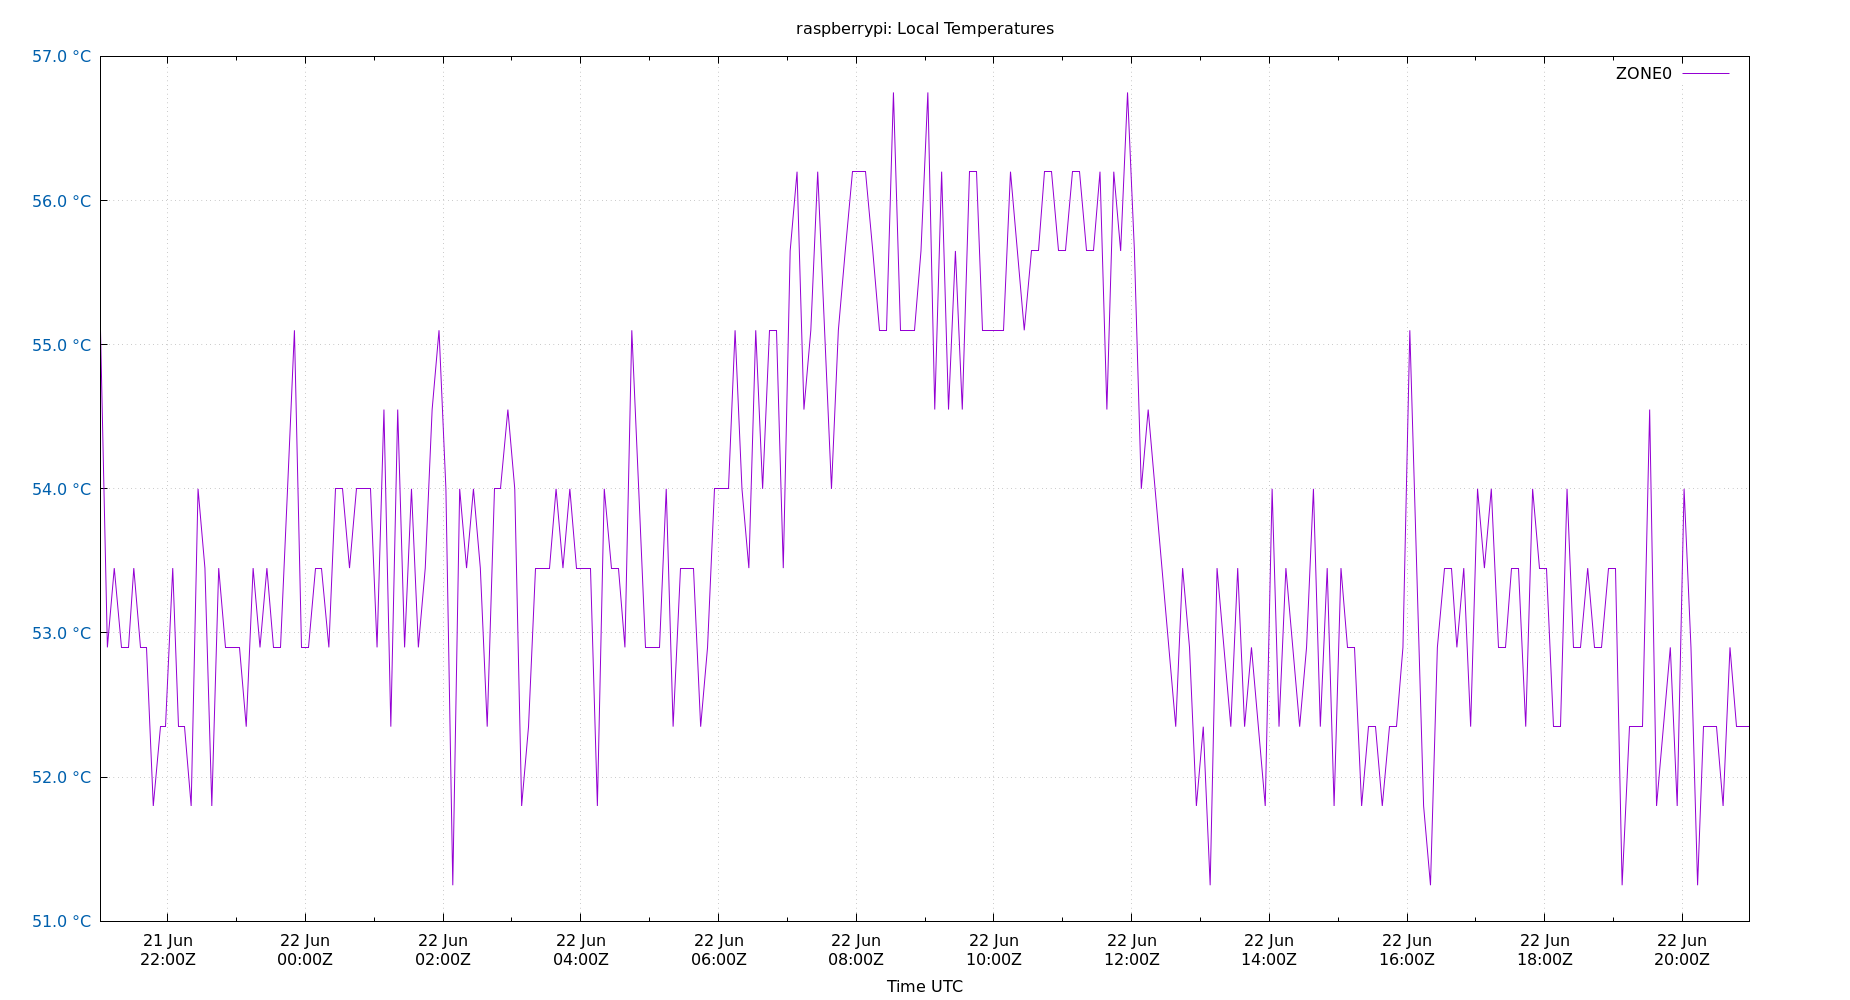 raspberrypi: Local Temperatures
57.0 °C
56.0 °C
55.0 °C
54.0 °C
53.0 °C
52.0 °C
51.0 °C
ZONE0
21 Jun 22 Jun 22 Jun 22 Jun 22 Jun 22 Jun 22 Jun 22 Jun 22 Jun 22 Jun 22 Jun 22 Jun
22:00Z 00:00Z 02:00Z 04:00Z 06:00Z 08:00Z 10:00Z 12:00Z 14:00Z 16:00Z 18:00Z 20:00Z
Time UTC